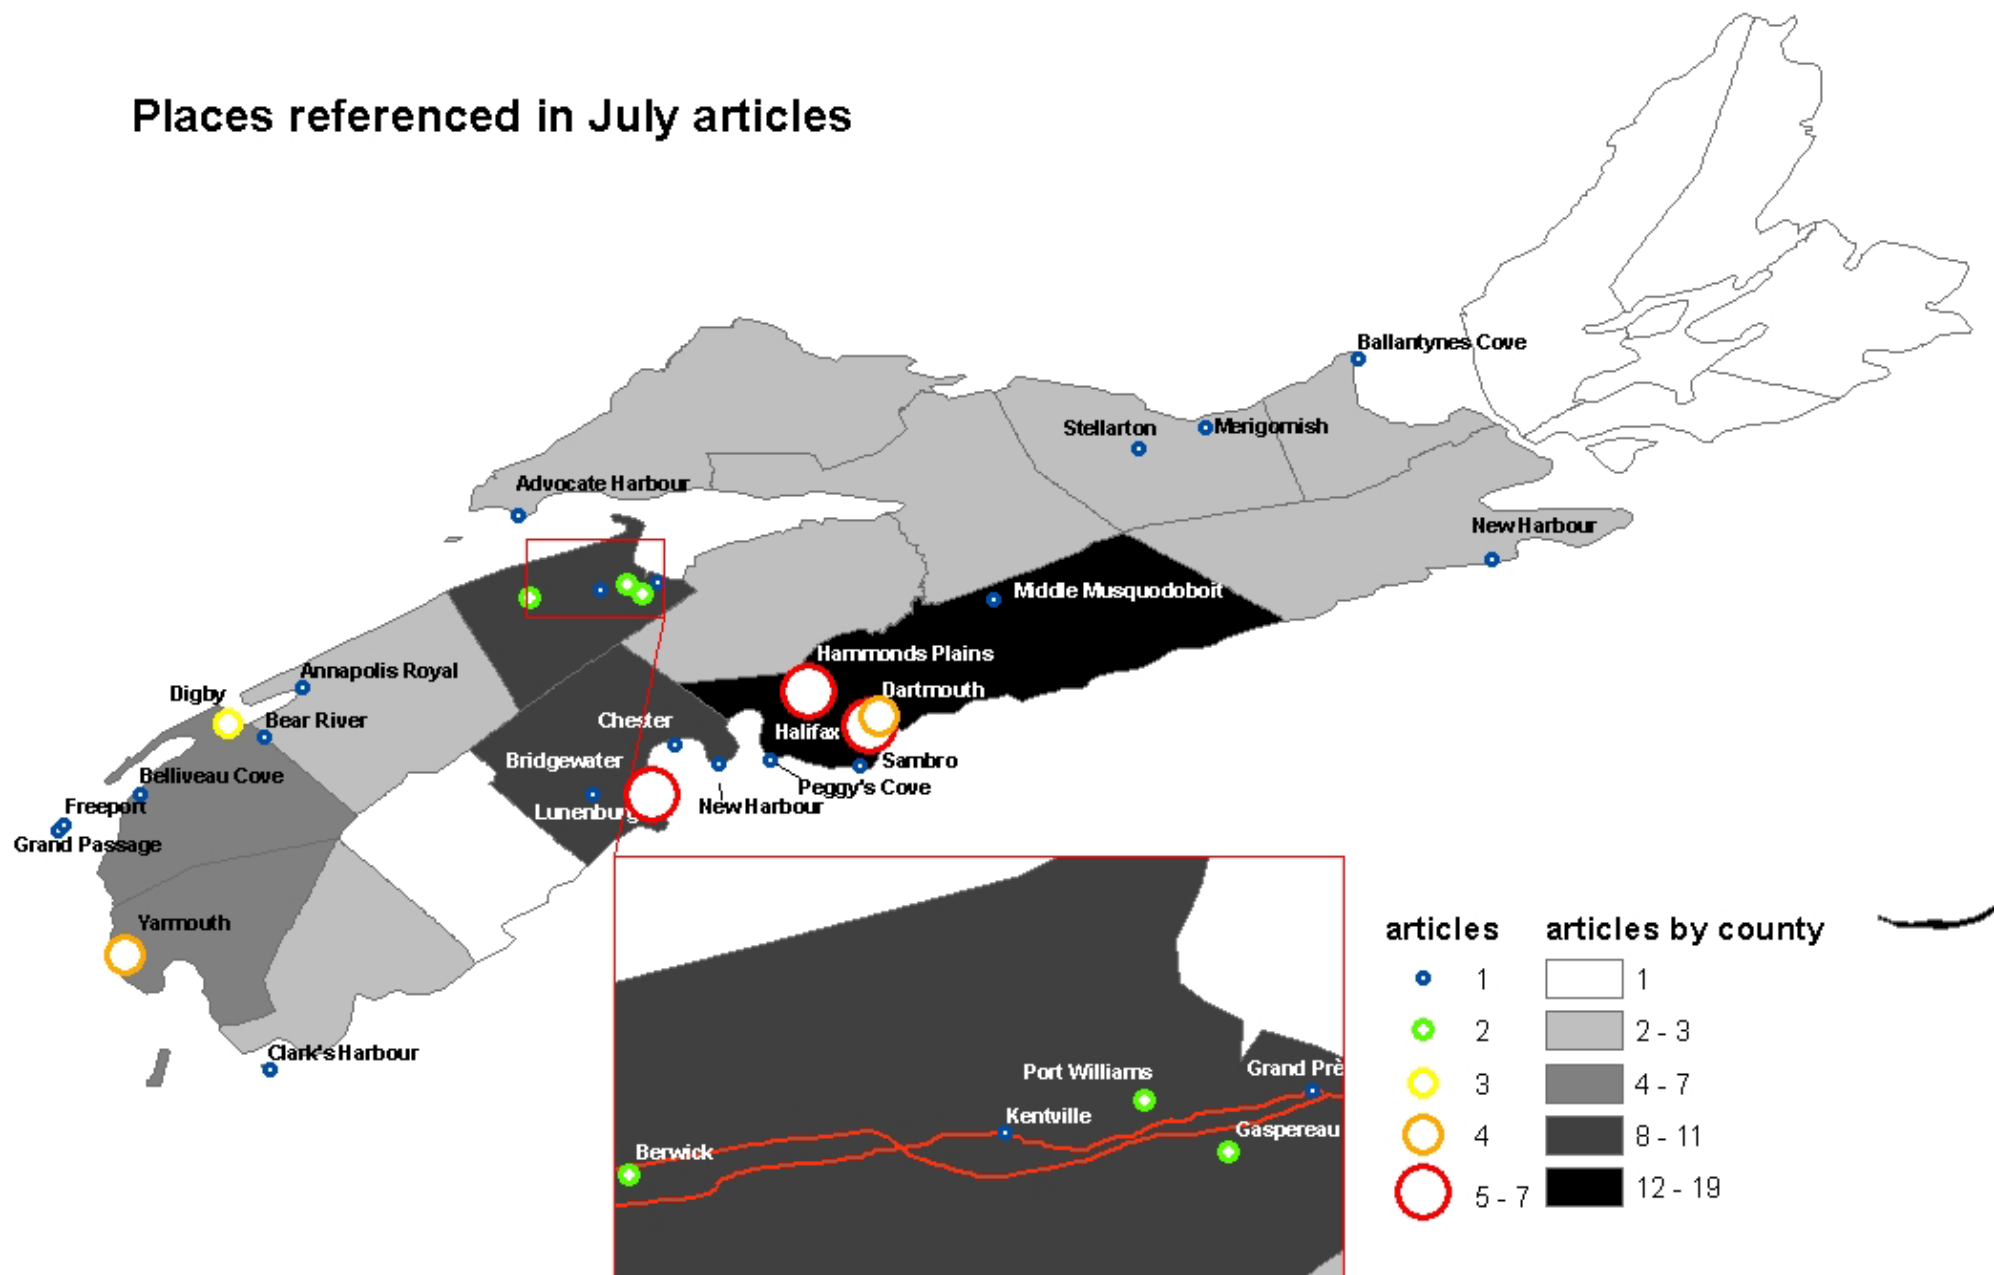 Places referenced in July articles
Ballantynes Cove
Stellarton
Merigomish
Advocate Harbour
New Harbour
Middle Musquodoboit
Hammonds Plains
Annapolis Royal
Digby
Dartmouth
Bear River
Chester
Halifax
Bridgewater
Sambro
Belliveau Cove
Peggy's Cove
Freeport
New Harbour
Lunenburg
Grand Passage
Yarmouth
Clark's Harbour
Port Williams
Grand Prè
Kentville
Gaspereau
Berwick
articles articles by county
1 1
2 2 - 3
3 4 - 7
4 8 - 11
5 - 7 12 - 19